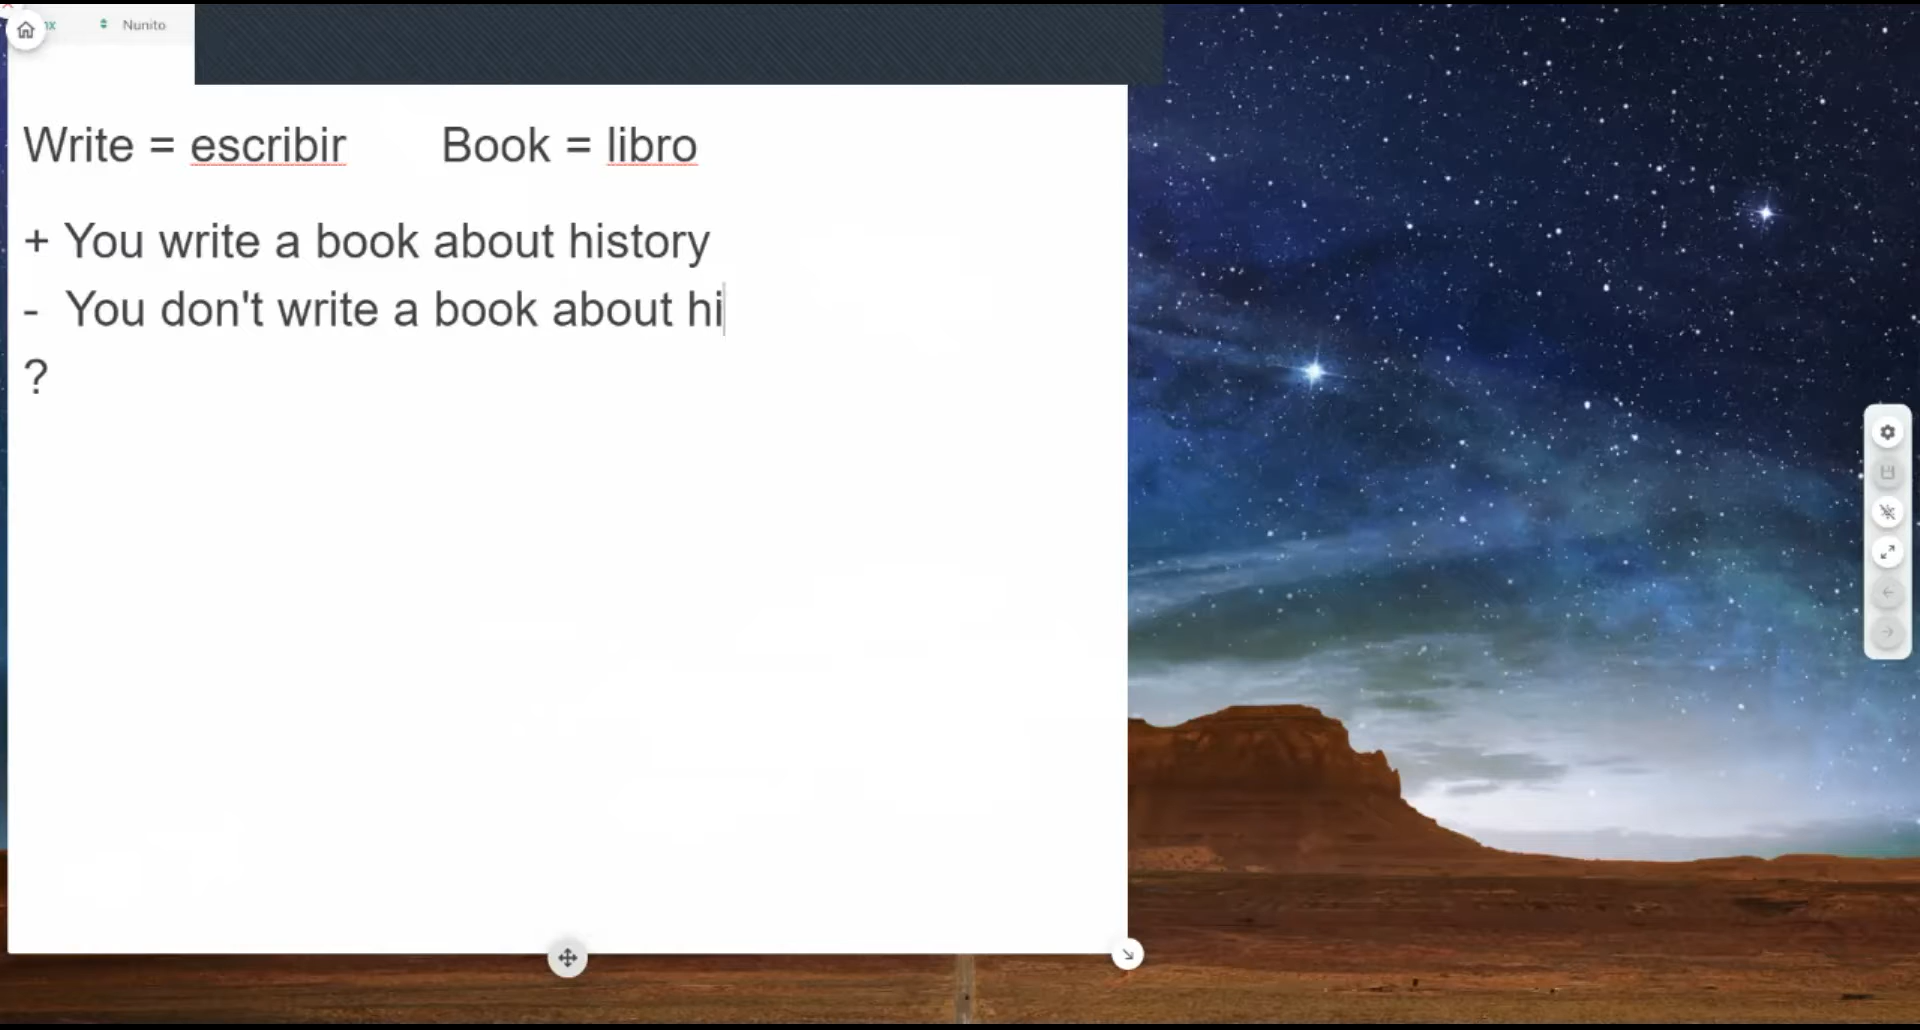 Nunito
Write = escribir Book = libro
+ You write a book about history
- You don't write a book about hi
?